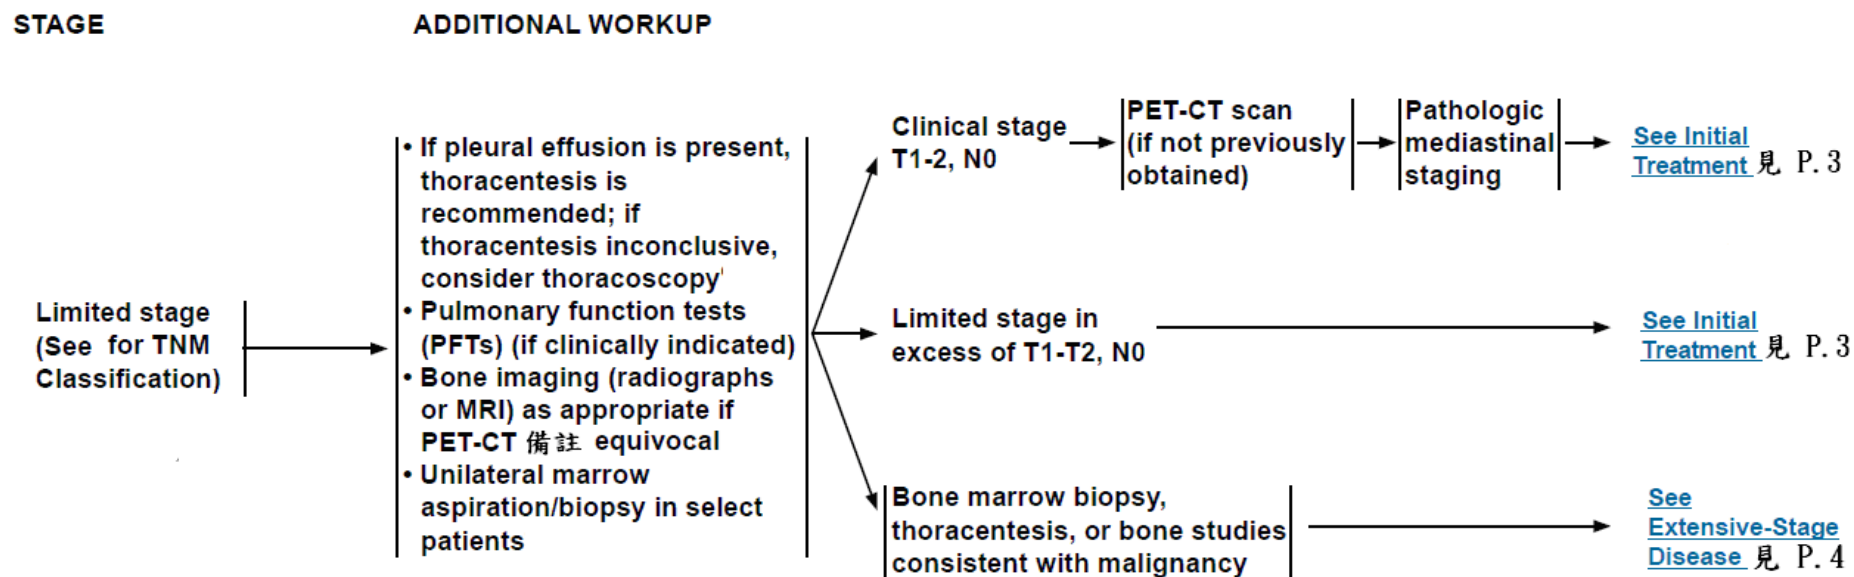 STAGE
ADDITIONAL WORKUP
Limited stage
(See for TNM
Classification)
• If pleural effusion is present,
thoracentesis is
recommended; if
thoracentesis inconclusive,
consider thoracoscopy
• Pulmonary function tests
(PFTs) (if clinically indicated)
• Bone imaging (radiographs
or MRI) as appropriate if
PET-CT 備註 equivocal
• Unilateral marrow
aspiration/biopsy in select
patients
Clinical stage
T1-2, N0
PET-CT scan
(if not previously
obtained)
Pathologic
mediastinal
staging
See Initial
Treatment 見 P.3
Limited stage in
excess of T1-T2, N0
See Initial
Treatment 見 P.3
Bone marrow biopsy,
thoracentesis, or bone studies
consistent with malignancy
See
Extensive-Stage
Disease 見 P.4